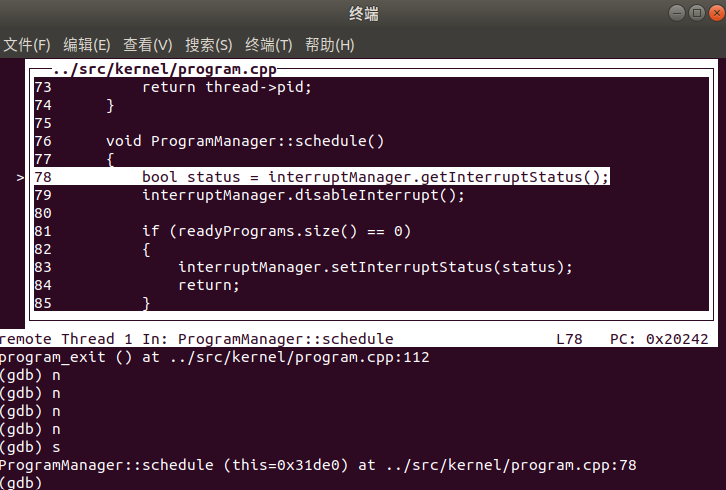 终端
文件(F) 编辑(E) 查看(V) 搜索(S) 终端(T) 帮助(H)
../src/kernel/program.cpp
73          return thread->pid;
74      }
75
76      void ProgramManager::schedule()
77      {
>78          bool status = interruptManager.getInterruptStatus();
79          interruptManager.disableInterrupt();
80
81          if (readyPrograms.size() == 0)
82          {
83              interruptManager.setInterruptStatus(status);
84              return;
85          }
remote Thread 1 In: ProgramManager::schedule L78 PC: 0x20242
program_exit () at ../src/kernel/program.cpp:112
(gdb) n
(gdb) n
(gdb) n
(gdb) n
(gdb) s
ProgramManager::schedule (this=0x31de0) at ../src/kernel/program.cpp:78
(gdb)